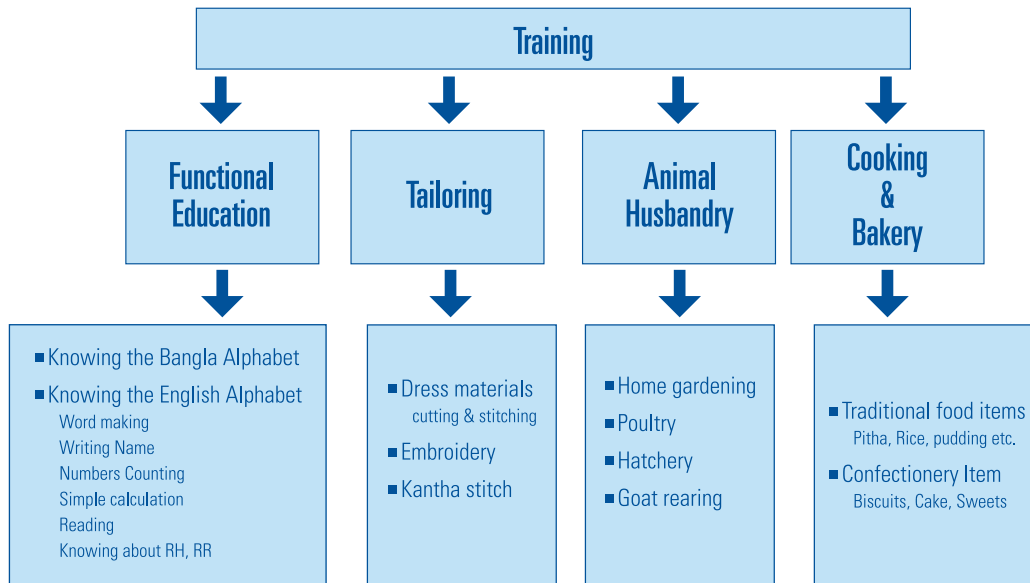 Training
Functional
Education
Tailoring
Animal
Husbandry
Cooking
&
Bakery
Knowing the Bangla Alphabet
Knowing the English Alphabet
Word making
Writing Name
Numbers Counting
Simple calculation
Reading
Knowing about RH, RR
Dress materials
cutting & stitching
Embroidery
Kantha stitch
Home gardening
Poultry
Hatchery
Goat rearing
Traditional food items
Pitha, Rice, pudding etc.
Confectionery Item
Biscuits, Cake, Sweets